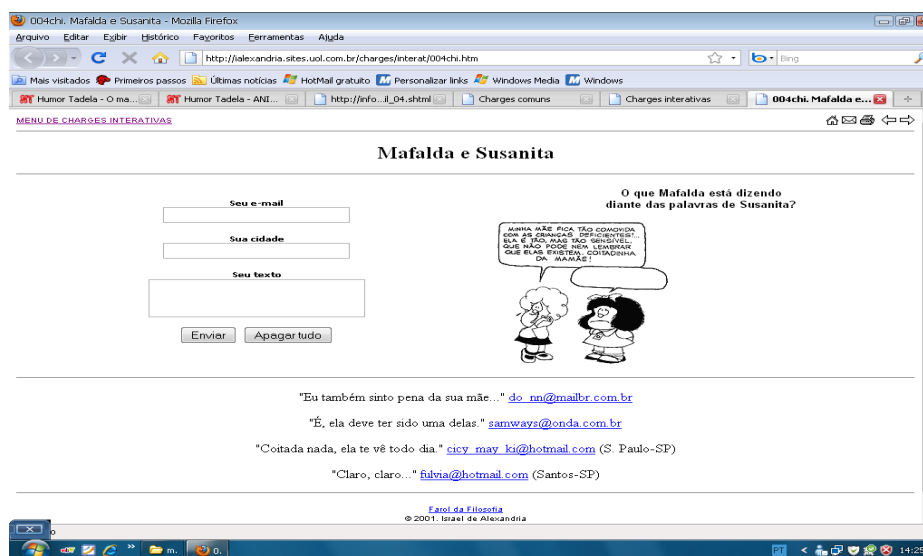 004chi. Mafalda e Susanita - Mozilla Firefox
Arquivo Editar Exibir Histórico Favoritos Ferramentas Ajuda
http://ialexandria.sites.uol.com.br/charges/interat/004chi.htm
Bing
Mais visitados Primeiros passos Últimas notícias HotMail gratuito Personalizar links Windows Media Windows
Humor Tadela - O ma... Humor Tadela - ANI... http://info...il_04.shtml Charges comuns Charges interativas 004chi. Mafalda e...
MENU DE CHARGES INTERATIVAS
Mafalda e Susanita
Seu e-mail
Sua cidade
Seu texto
Enviar Apagar tudo
O que Mafalda está dizendo
diante das palavras de Susanita?
MINHA MÃE FICA TÃO COMOVIDA
COM AS CRIANÇAS DEFICIENTES!...
ELA É TÃO, MAS TÃO SENSÍVEL,
QUE NÃO PODE NEM LEMBRAR
QUE ELAS EXISTEM, COITADINHA
DA MAMÃE!
"Eu também sinto pena da sua mãe..." do_nn@mailbr.com.br
"É, ela deve ter sido uma delas." samways@onda.com.br
"Coitada nada, ela te vê todo dia." cicy_may_ki@hotmail.com (S. Paulo-SP)
"Claro, claro..." fulvia@hotmail.com (Santos-SP)
Farol da Filosofia
© 2001. Israel de Alexandria
m. 0. PT